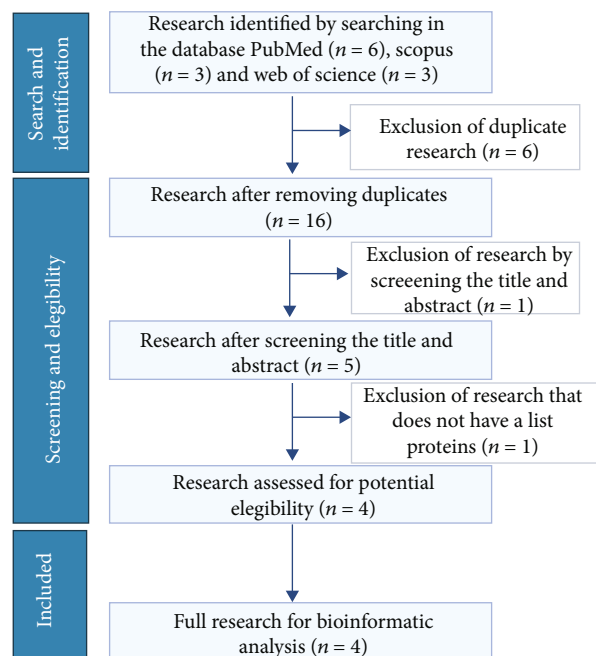 Search and
identification
Research identified by searching in
the database PubMed (n = 6), scopus
(n = 3) and web of science (n = 3)
Exclusion of duplicate
research (n = 6)
Screening and elegibility
Research after removing duplicates
(n = 16)
Exclusion of research by
screeening the title and
abstract (n = 1)
Research after screening the title and
abstract (n = 5)
Exclusion of research that
does not have a list
proteins (n = 1)
Research assessed for potential
elegibility (n = 4)
Included
Full research for bioinformatic
analysis (n = 4)